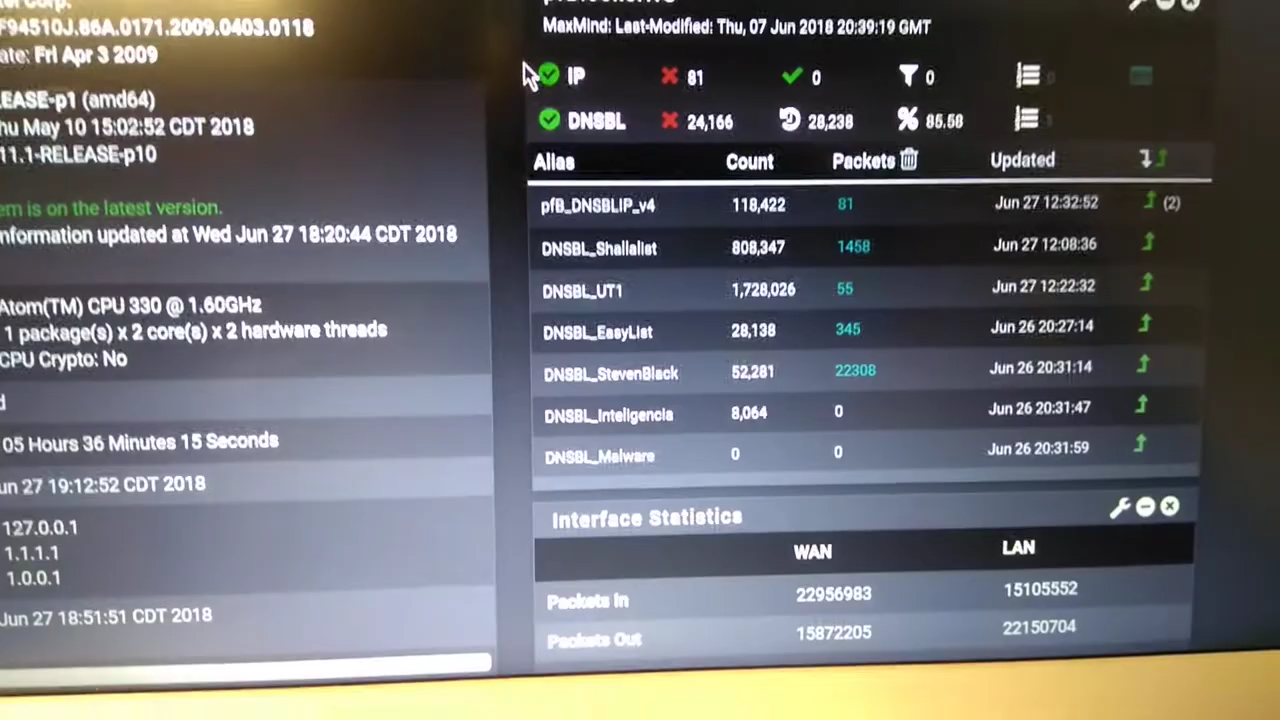 F94510J.86A.0171.2009.0403.0118
ate: Fri Apr 3 2009
EASE-p1 (amd64)
hu May 10 15:02:52 CDT 2018
11.1-RELEASE-p10
em is on the latest version.
nformation updated at Wed Jun 27 18:20:44 CDT 2018
Atom(TM) CPU 330 @ 1.60GHz
1 package(s) x 2 core(s) x 2 hardware threads
CPU Crypto: No
d
05 Hours 36 Minutes 15 Seconds
un 27 19:12:52 CDT 2018
127.0.0.1
1.1.1.1
1.0.0.1
Jun 27 18:51:51 CDT 2018
MaxMind: Last-Modified: Thu, 07 Jun 2018 20:39:19 GMT
IP 81 0 0
DNSBL 24,166 28,238 % 85.58
Alias Count Packets Updated
pfB_DNSBLIP_v4 118,422 81 Jun 27 12:32:52 (2)
DNSBL_Shallalist 808,347 1458 Jun 27 12:08:36
DNSBL_UT1 1,728,026 55 Jun 27 12:22:32
DNSBL_EasyList 28,138 345 Jun 26 20:27:14
DNSBL_StevenBlack 52,281 22308 Jun 26 20:31:14
DNSBL_Inteligencia 8,064 0 Jun 26 20:31:47
DNSBL_Malware 0 0 Jun 26 20:31:59
Interface Statistics
WAN LAN
Packets In 22956983 15105552
Packets Out 15872205 22150704